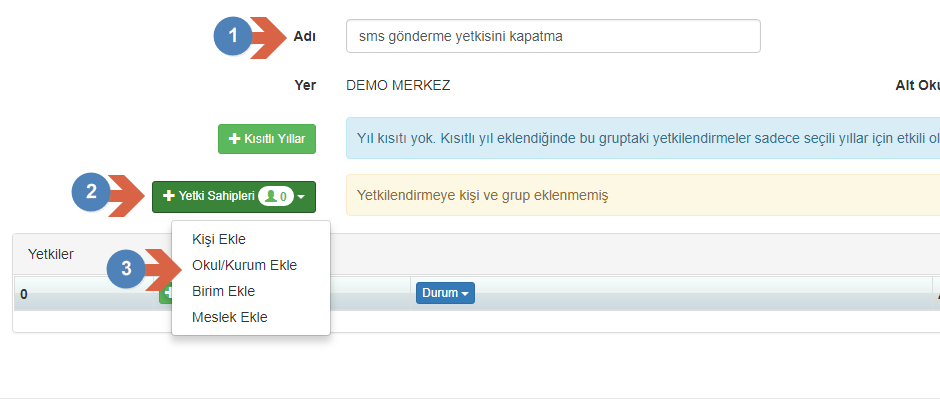 1 Adı sms gönderme yetkisini kapatma
Yer DEMO MERKEZ Alt Oku
Kısıtlı Yıllar Yıl kısıtı yok. Kısıtlı yıl eklendiğinde bu gruptaki yetkilendirmeler sadece seçili yıllar için etkili ol
2 Yetki Sahipleri 0 Yetkilendirmeye kişi ve grup eklenmemiş
Kişi Ekle
Yetkiler
3 Okul/Kurum Ekle
0 Birim Ekle Durum
Meslek Ekle